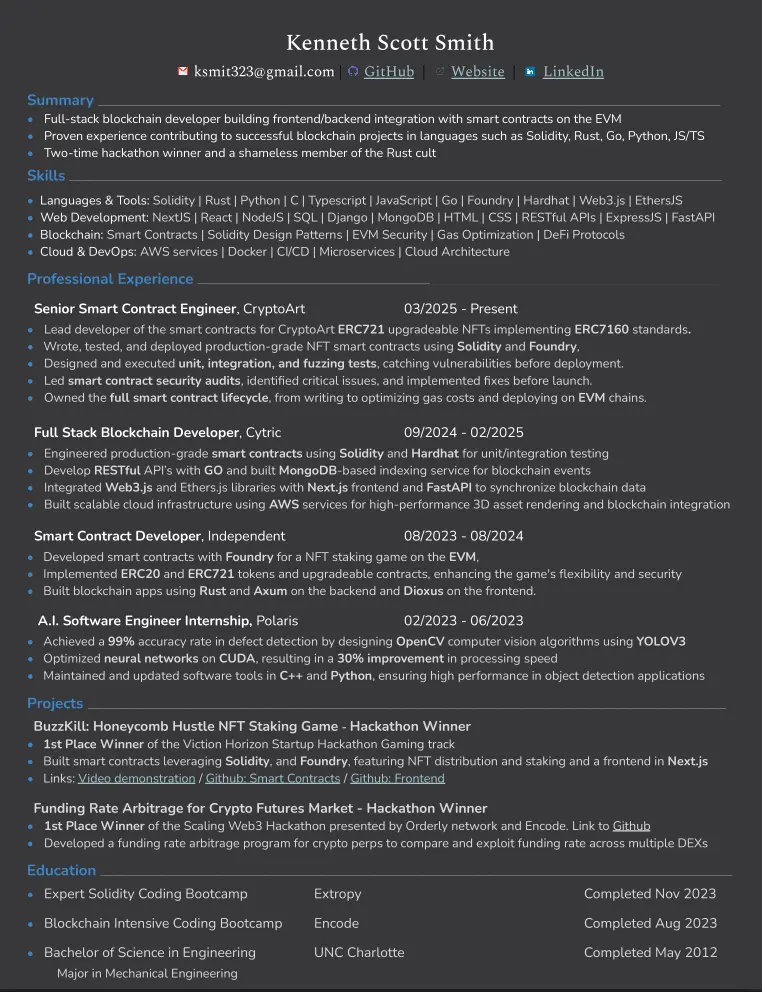 Kenneth Scott Smith
ksmit323@gmail.com | GitHub | Website | LinkedIn
Summary
• Full-stack blockchain developer building frontend/backend integration with smart contracts on the EVM
• Proven experience contributing to successful blockchain projects in languages such as Solidity, Rust, Go, Python, JS/TS
• Two-time hackathon winner and a shameless member of the Rust cult
Skills
• Languages & Tools: Solidity | Rust | Python | C | Typescript | JavaScript | Go | Foundry | Hardhat | Web3.js | EthersJS
• Web Development: NextJS | React | NodeJS | SQL | Django | MongoDB | HTML | CSS | RESTful APIs | ExpressJS | FastAPI
• Blockchain: Smart Contracts | Solidity Design Patterns | EVM Security | Gas Optimization | DeFi Protocols
• Cloud & DevOps: AWS services | Docker | CI/CD | Microservices | Cloud Architecture
Professional Experience
Senior Smart Contract Engineer, CryptoArt 03/2025 - Present
• Lead developer of the smart contracts for CryptoArt ERC721 upgradeable NFTs implementing ERC7160 standards.
• Wrote, tested, and deployed production-grade NFT smart contracts using Solidity and Foundry,
• Designed and executed unit, integration, and fuzzing tests, catching vulnerabilities before deployment.
• Led smart contract security audits, identified critical issues, and implemented fixes before launch.
• Owned the full smart contract lifecycle, from writing to optimizing gas costs and deploying on EVM chains.
Full Stack Blockchain Developer, Cytric 09/2024 - 02/2025
• Engineered production-grade smart contracts using Solidity and Hardhat for unit/integration testing
• Develop RESTful API's with GO and built MongoDB-based indexing service for blockchain events
• Integrated Web3.js and Ethers.js libraries with Next.js frontend and FastAPI to synchronize blockchain data
• Built scalable cloud infrastructure using AWS services for high-performance 3D asset rendering and blockchain integration
Smart Contract Developer, Independent 08/2023 - 08/2024
• Developed smart contracts with Foundry for a NFT staking game on the EVM,
• Implemented ERC20 and ERC721 tokens and upgradeable contracts, enhancing the game's flexibility and security
• Built blockchain apps using Rust and Axum on the backend and Dioxus on the frontend.
A.I. Software Engineer Internship, Polaris 02/2023 - 06/2023
• Achieved a 99% accuracy rate in defect detection by designing OpenCV computer vision algorithms using YOLOV3
• Optimized neural networks on CUDA, resulting in a 30% improvement in processing speed
• Maintained and updated software tools in C++ and Python, ensuring high performance in object detection applications
Projects
BuzzKill: Honeycomb Hustle NFT Staking Game - Hackathon Winner
• 1st Place Winner of the Viction Horizon Startup Hackathon Gaming track
• Built smart contracts leveraging Solidity, and Foundry, featuring NFT distribution and staking and a frontend in Next.js
• Links: Video demonstration / Github: Smart Contracts / Github: Frontend
Funding Rate Arbitrage for Crypto Futures Market - Hackathon Winner
• 1st Place Winner of the Scaling Web3 Hackathon presented by Orderly network and Encode. Link to Github
• Developed a funding rate arbitrage program for crypto perps to compare and exploit funding rate across multiple DEXs
Education
• Expert Solidity Coding Bootcamp Extropy Completed Nov 2023
• Blockchain Intensive Coding Bootcamp Encode Completed Aug 2023
• Bachelor of Science in Engineering UNC Charlotte Completed May 2012
Major in Mechanical Engineering